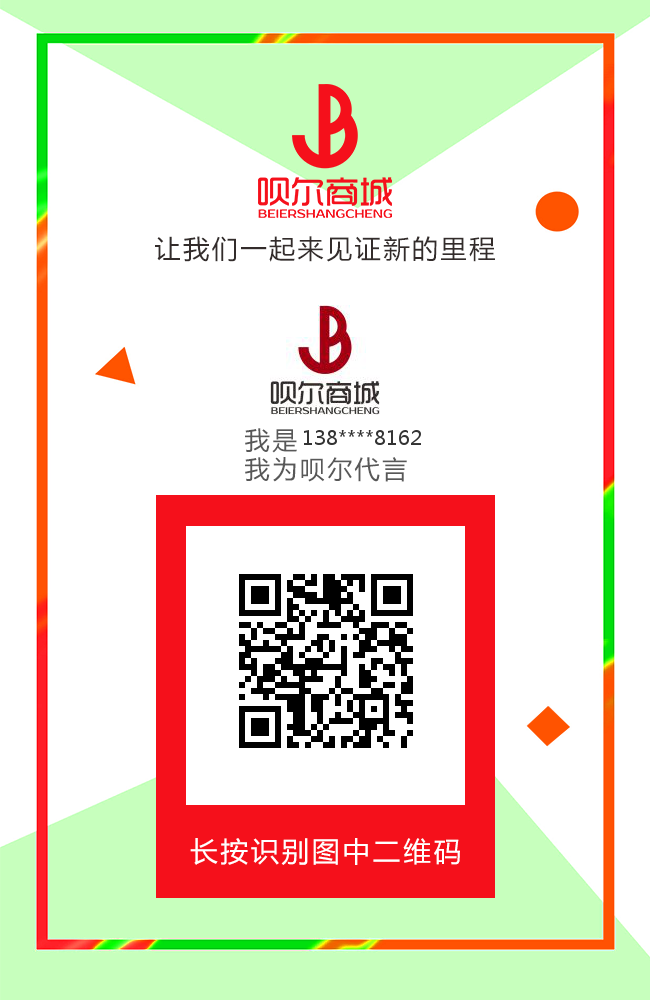 呗尔商城
BEIERSHANGCHENG
让我们一起来见证新的里程
呗尔商城
BEIERSHANGCHENG
我是 138****8162
我为呗尔代言
长按识别图中二维码